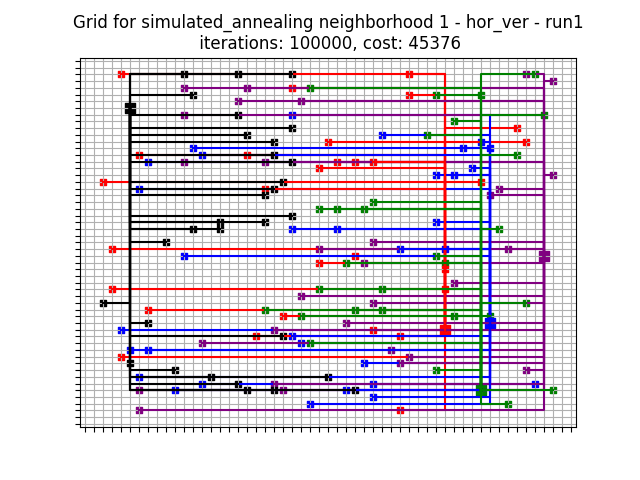 Grid for simulated_annealing neighborhood 1 - hor_ver - run1
iterations: 100000, cost: 45376